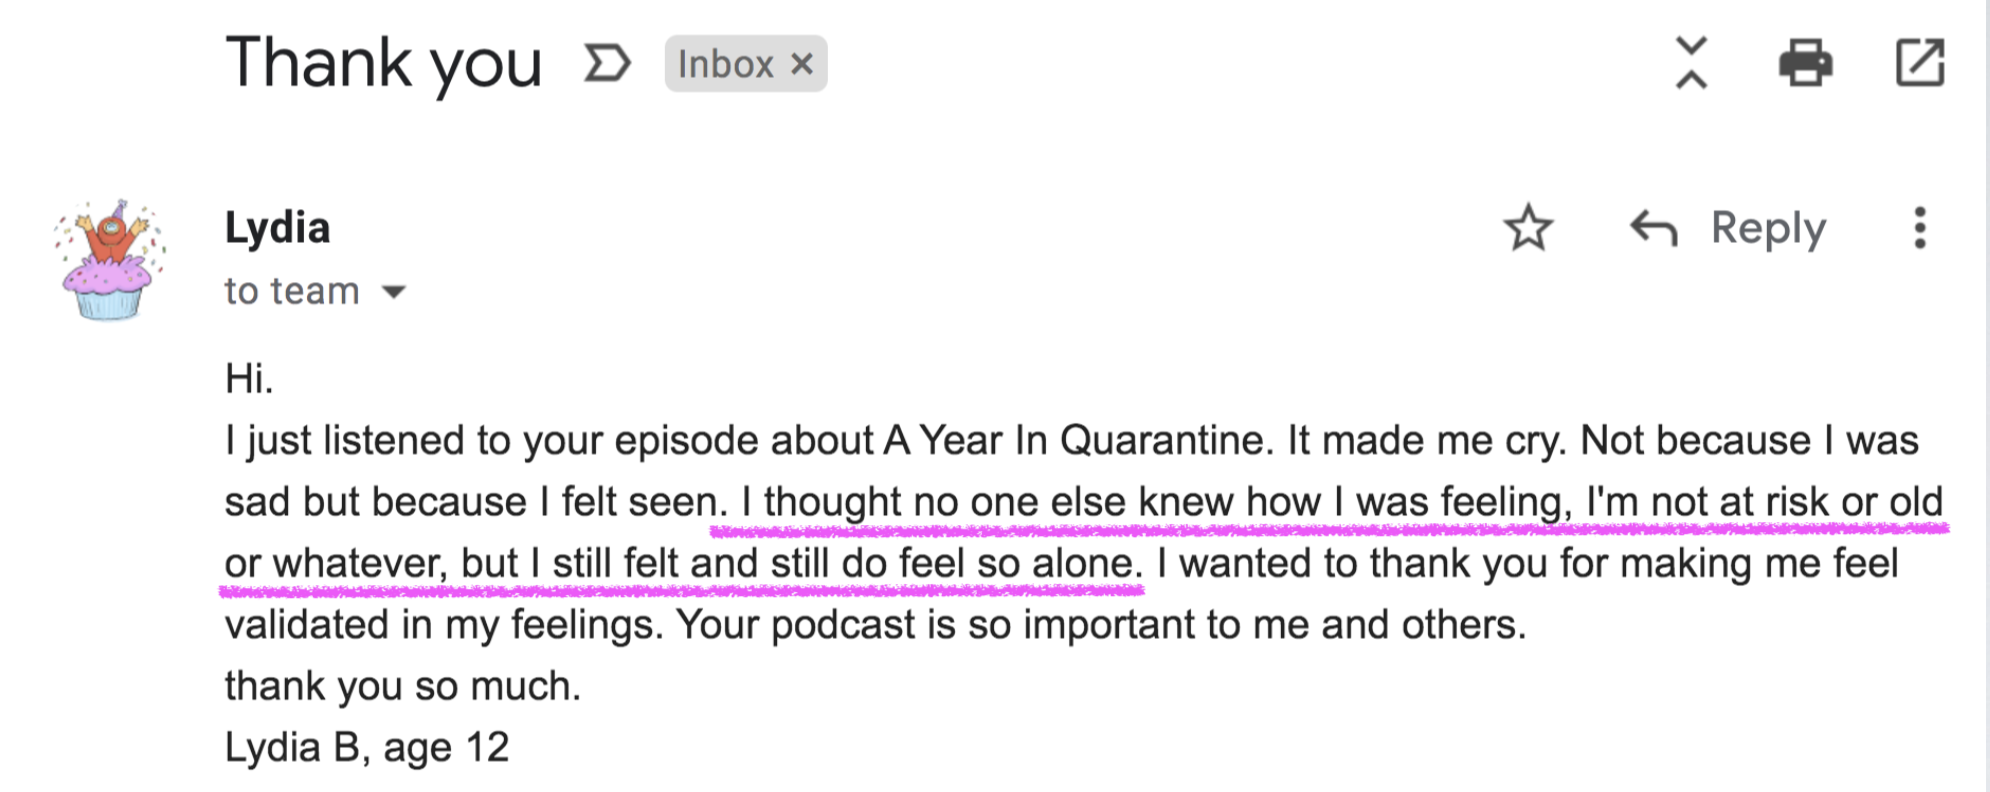 Thank you Inbox ×
Lydia
Reply
to team
Hi.
I just listened to your episode about A Year In Quarantine. It made me cry. Not because I was
sad but because I felt seen. I thought no one else knew how I was feeling, I'm not at risk or old
or whatever, but I still felt and still do feel so alone. I wanted to thank you for making me feel
validated in my feelings. Your podcast is so important to me and others.
thank you so much.
Lydia B, age 12